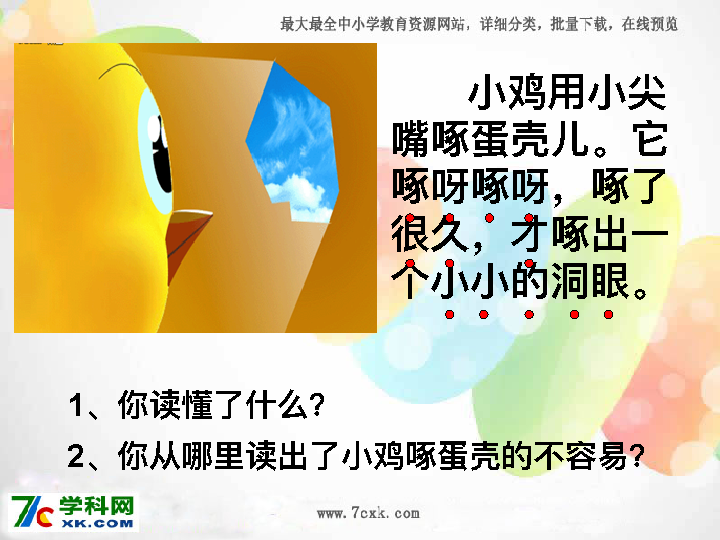 最大最全中小学教育资源网站，详细分类，批量下载，在线预览
小鸡用小尖
嘴啄蛋壳儿。它
啄呀啄呀，啄了
很久，才啄出一
个小小的洞眼。
1、你读懂了什么？
2、你从哪里读出了小鸡啄蛋壳的不容易？
7C 学科网
XK.COM
www.7cxk.com